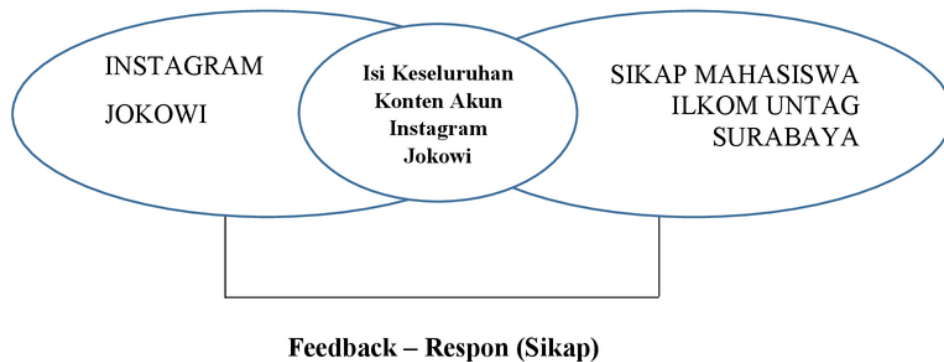 INSTAGRAM
JOKOWI
Isi Keseluruhan
Konten Akun
Instagram
Jokowi
SIKAP MAHASISWA
ILKOM UNTAG
SURABAYA
Feedback – Respon (Sikap)